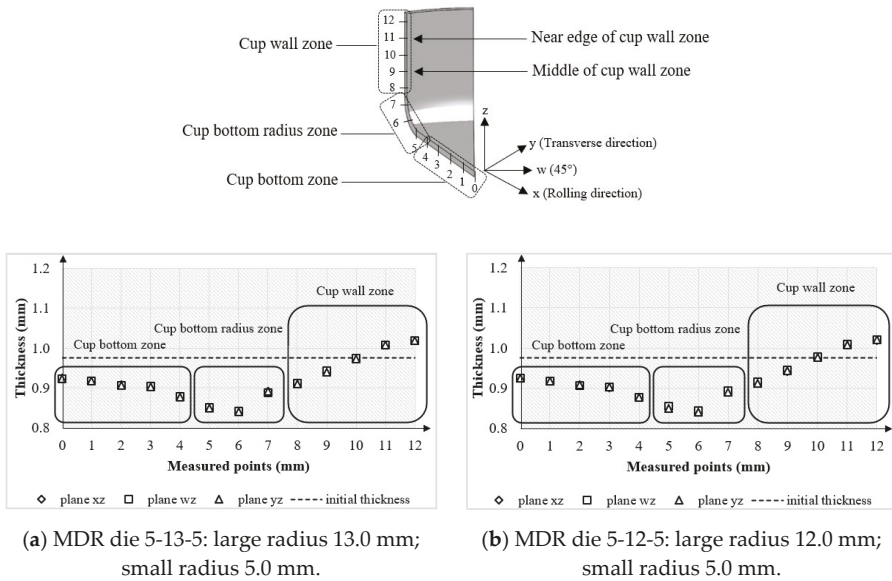 12
11
10
9
8
7
6
5
4
3
2
1
0
Cup wall zone
Near edge of cup wall zone
Middle of cup wall zone
Cup bottom radius zone
Cup bottom zone
z
y (Transverse direction)
w (45°)
x (Rolling direction)
Thickness (mm)
1.2
1.1
1.0
0.9
0.8
Cup wall zone
Cup bottom radius zone
Cup bottom zone
0 1 2 3 4 5 6 7 8 9 10 11 12
Measured points (mm)
plane xz plane wz plane yz initial thickness
(a) MDR die 5-13-5: large radius 13.0 mm;
small radius 5.0 mm.
Thickness (mm)
1.2
1.1
1.0
0.9
0.8
Cup wall zone
Cup bottom radius zone
Cup bottom zone
0 1 2 3 4 5 6 7 8 9 10 11 12
Measured points (mm)
plane xz plane wz plane yz initial thickness
(b) MDR die 5-12-5: large radius 12.0 mm;
small radius 5.0 mm.